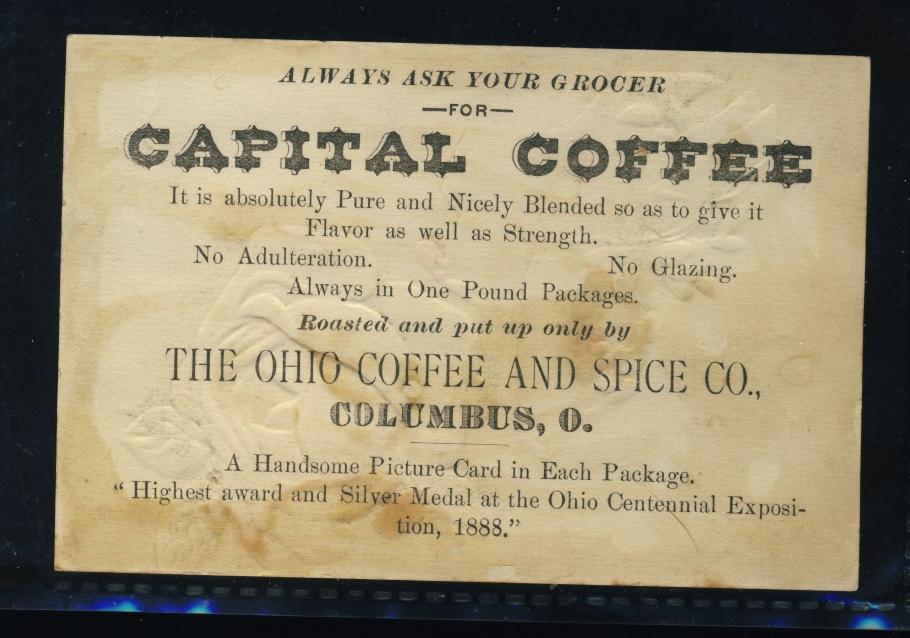 ALWAYS ASK YOUR GROCER
—FOR—
CAPITAL COFFEE
It is absolutely Pure and Nicely Blended so as to give it
Flavor as well as Strength.
No Adulteration. No Glazing.
Always in One Pound Packages.
Roasted and put up only by
THE OHIO COFFEE AND SPICE CO.,
COLUMBUS, O.
A Handsome Picture Card in Each Package.
“Highest award and Silver Medal at the Ohio Centennial Exposi-
tion, 1888.”